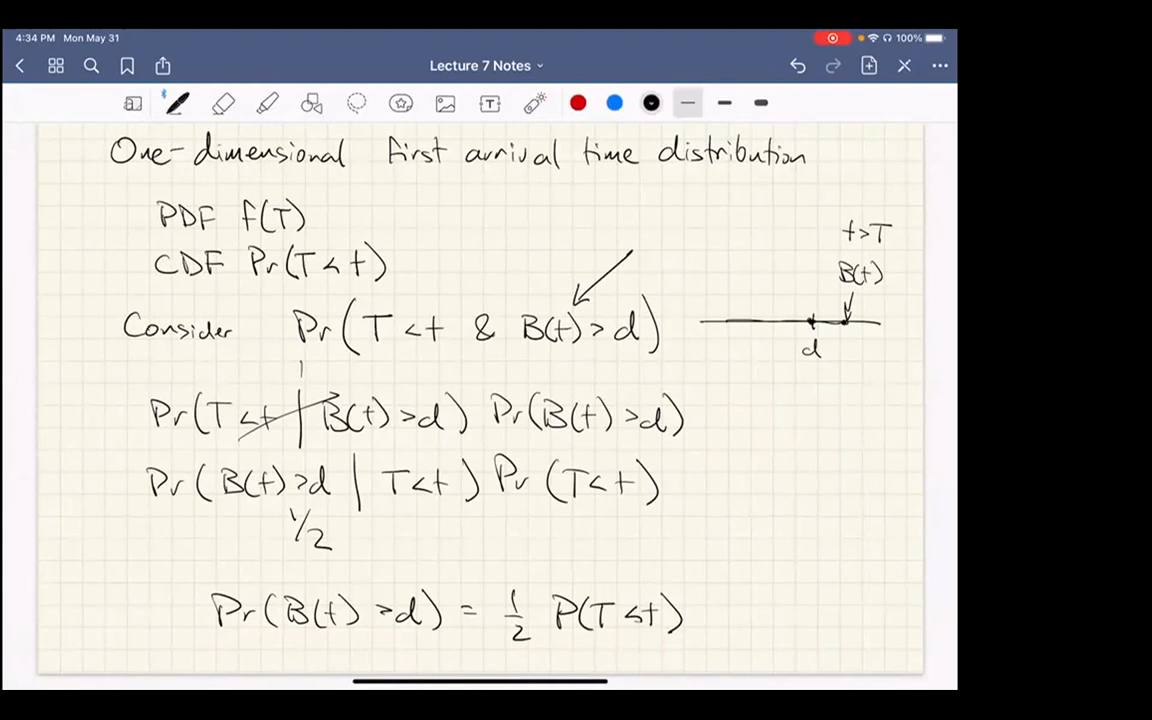 4:34 PM Mon May 31
100%
Lecture 7 Notes
One-dimensional first arrival time distribution
PDF f(T)
CDF Pr(T < t)
t>T
B(t)
Consider Pr(T < t & B(t) > d)
d
1
Pr(T < t | B(t) > d) Pr(B(t) > d)
Pr(B(t) > d | T < t) Pr(T < t)
1/2
Pr(B(t) > d) = 1/2 P(T < t)